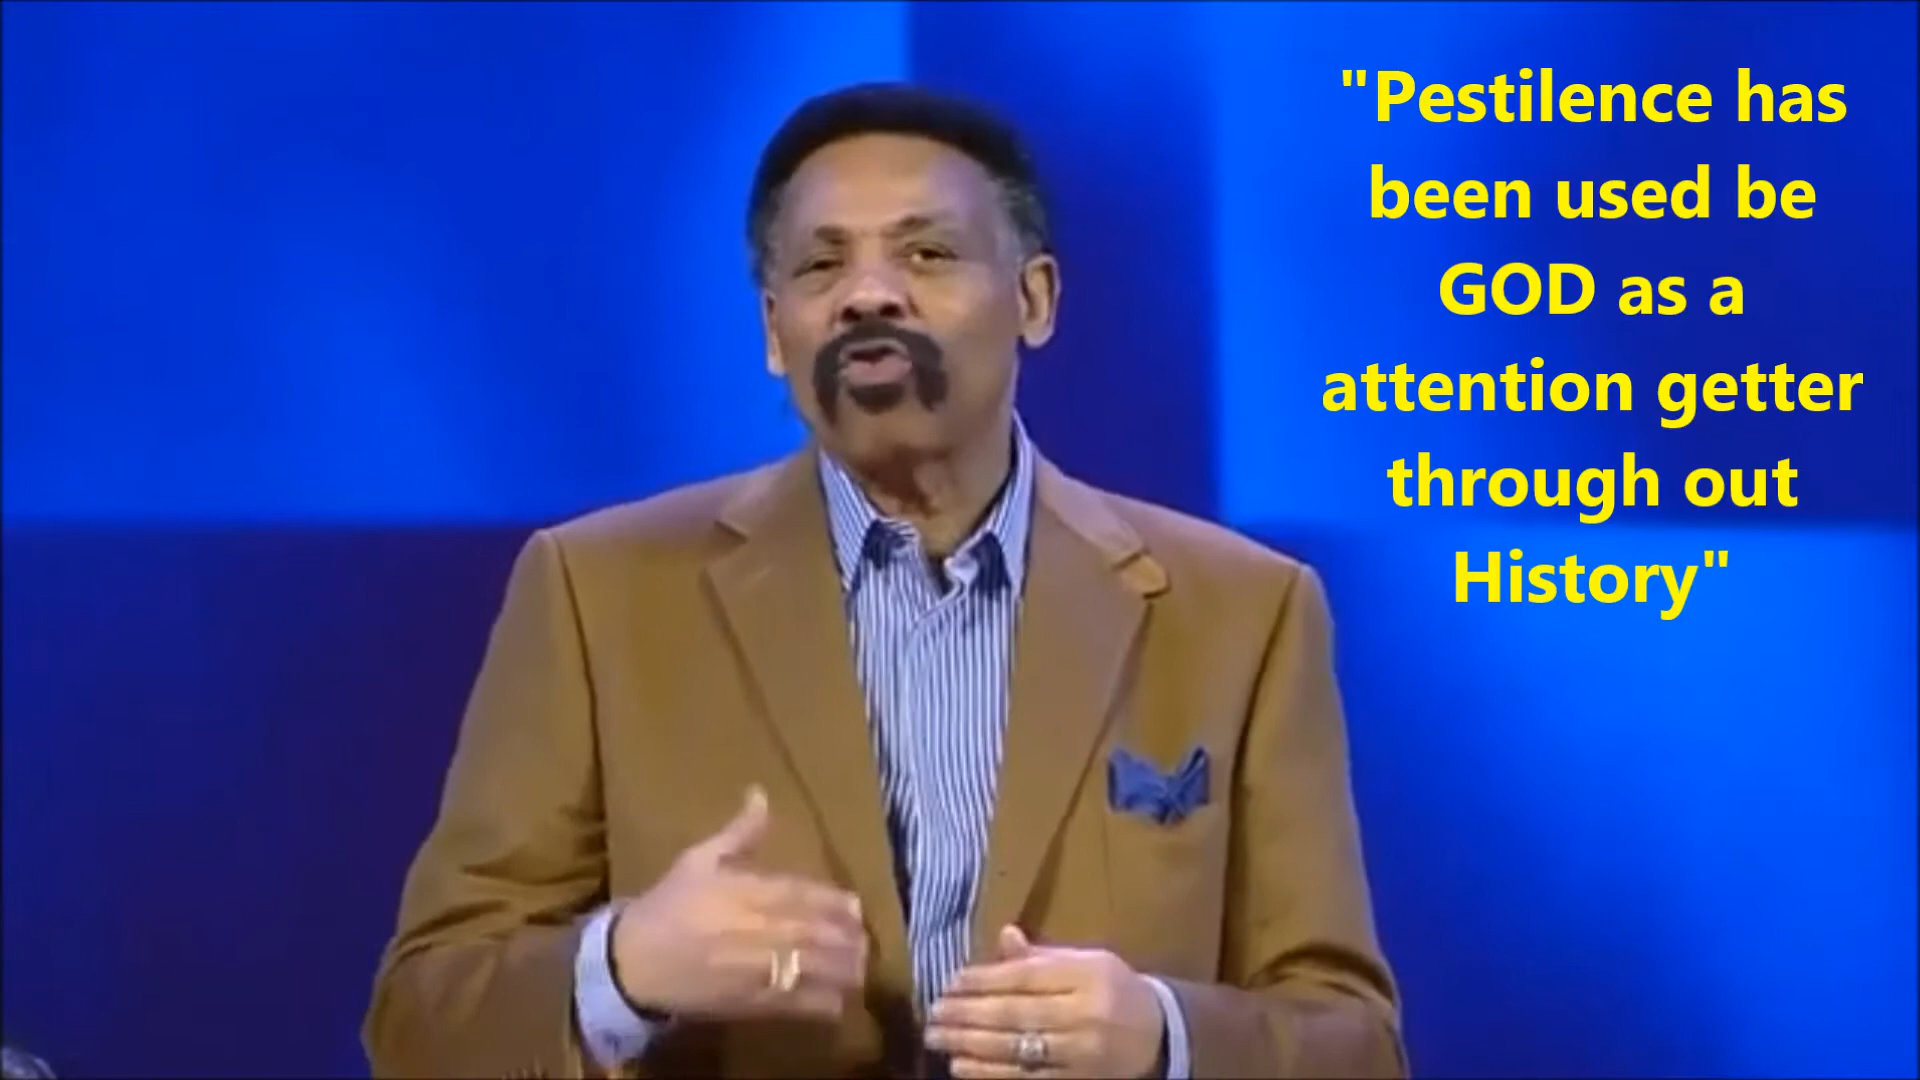 "Pestilence has
been used be
GOD as a
attention getter
through out
History"